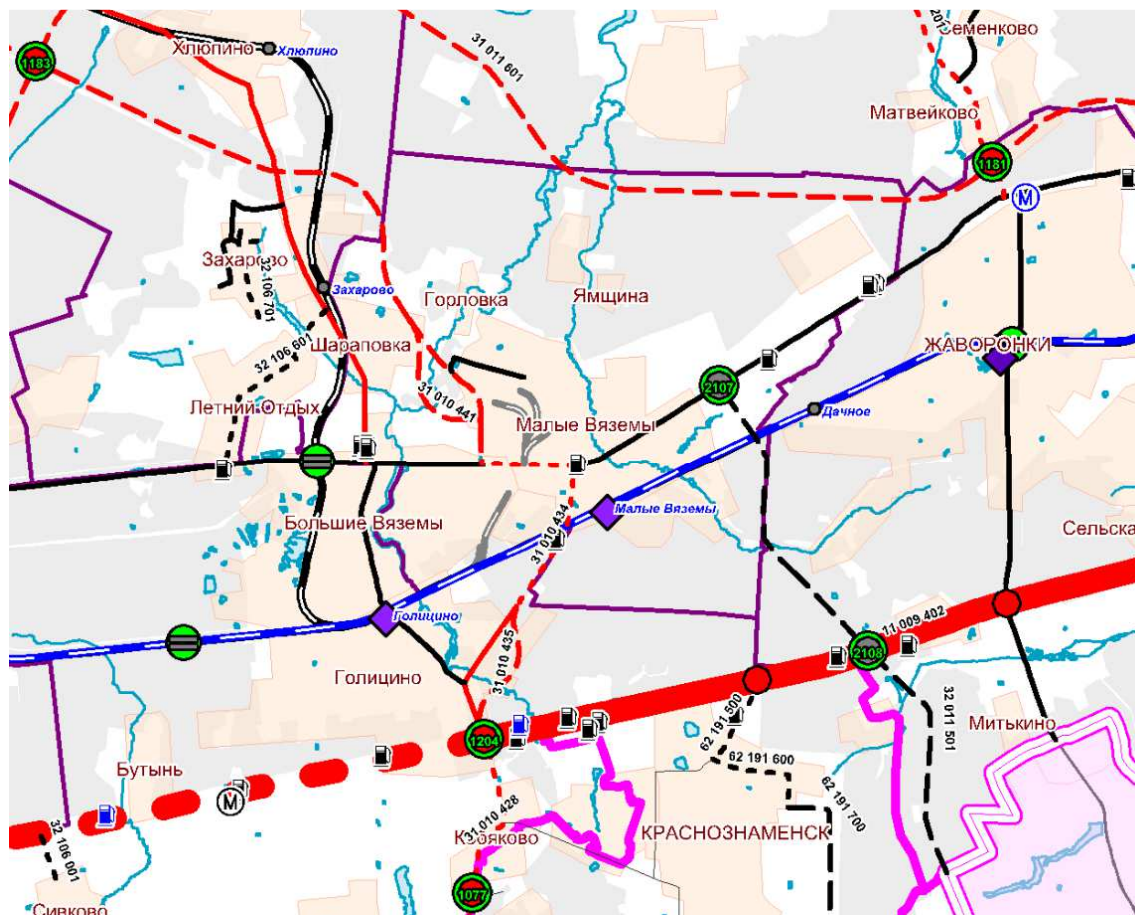 Хлюпино
Хлюпино
1183
31 011 601
201
Семенково
Матвейково
1181
М
Захарово
32 106 701
Захарово
Горловка
Ямщина
32 106 601
Шараповка
31 010 441
ЖАВОРОНКИ
2107
Дачное
Летний Отдых
Малые Вяземы
Большие Вяземы
31 010 434
Малые Вяземы
Сельска
Голицино
11 009 402
2108
31 010 435
Голицино
62 191 500
32 011 501
Митькино
1204
62 191 600
Бутынь
М
62 191 700
31 010 428
32 106 001
Кобяково
КРАСНОЗНАМЕНСК
1077
Сивково